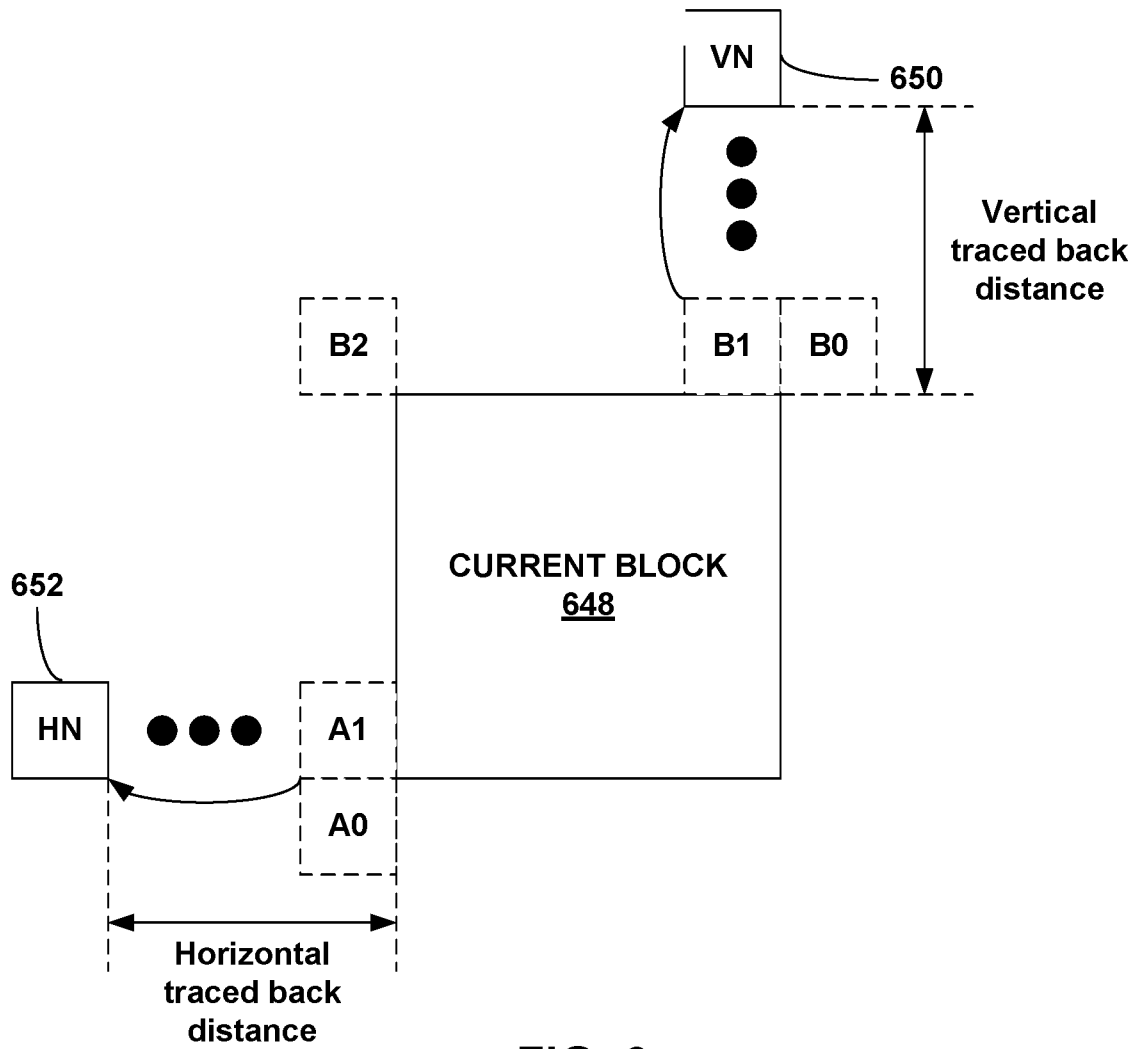 VN
650
Vertical
traced back
distance
B2
B1
B0
CURRENT BLOCK
648
652
HN
A1
A0
Horizontal
traced back
distance